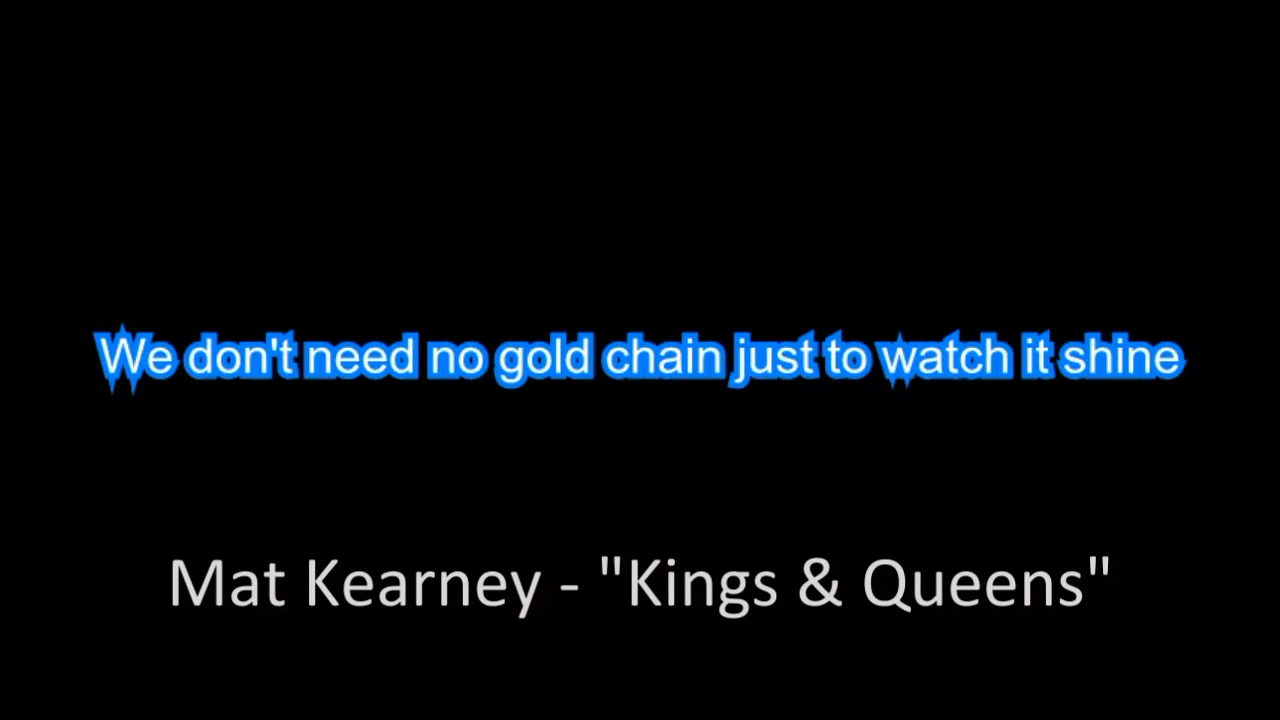 We don't need no gold chain just to watch it shine
Mat Kearney - "Kings & Queens"